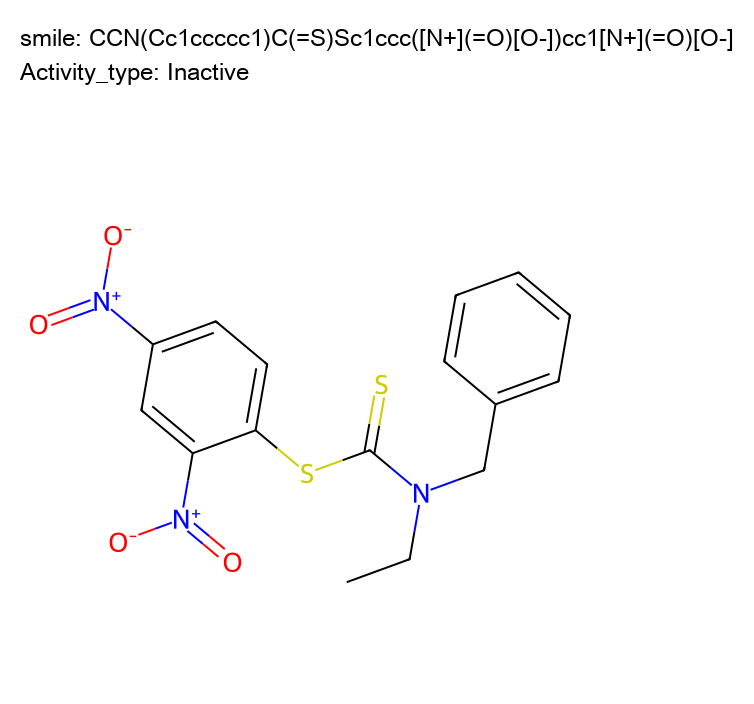 smile: CCN(Cc1ccccc1)C(=S)Sc1ccc([N+](=O)[O-])cc1[N+](=O)[O-]
Activity_type: Inactive
O-
N+
O
S
S
N
N+
O-
O